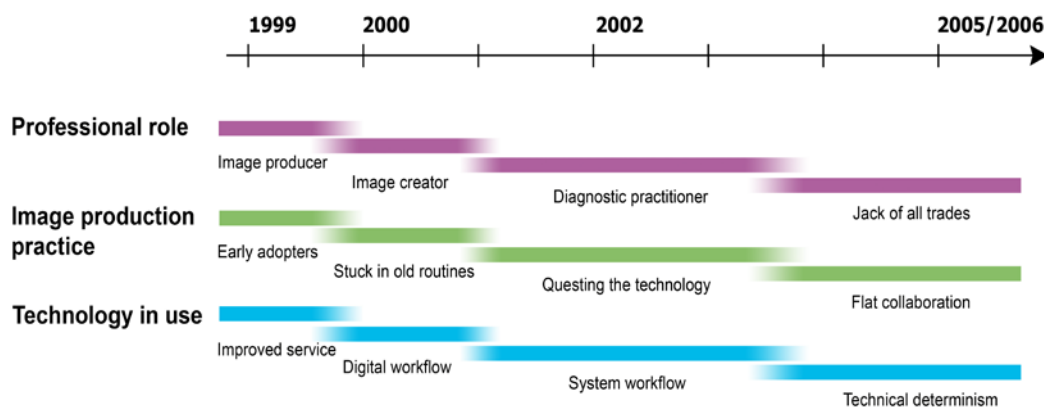 1999 2000 2002 2005/2006
Professional role
Image producer
Image creator
Diagnostic practitioner
Jack of all trades
Image production
practice
Early adopters
Stuck in old routines
Questing the technology
Flat collaboration
Technology in use
Improved service
Digital workflow
System workflow
Technical determinism